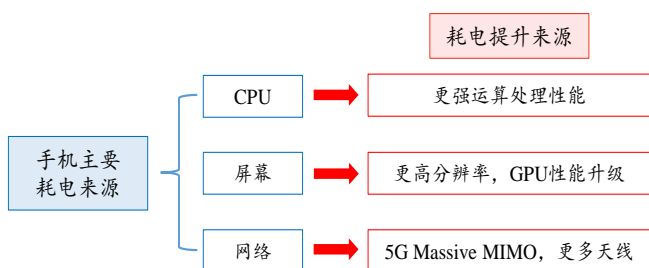 耗电提升来源
CPU
更强运算处理性能
手机主要
耗电来源
屏幕
更高分辨率，GPU性能升级
网络
5G Massive MIMO，更多天线